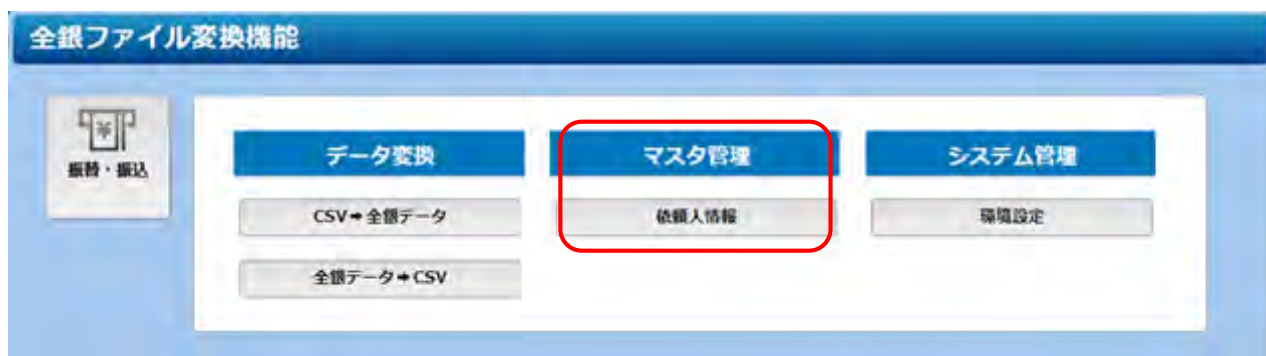 全銀ファイル変換機能
¥
振替・振込
データ変換
マスタ管理
システム管理
CSV➡全銀データ
依頼人情報
環境設定
全銀データ➡CSV